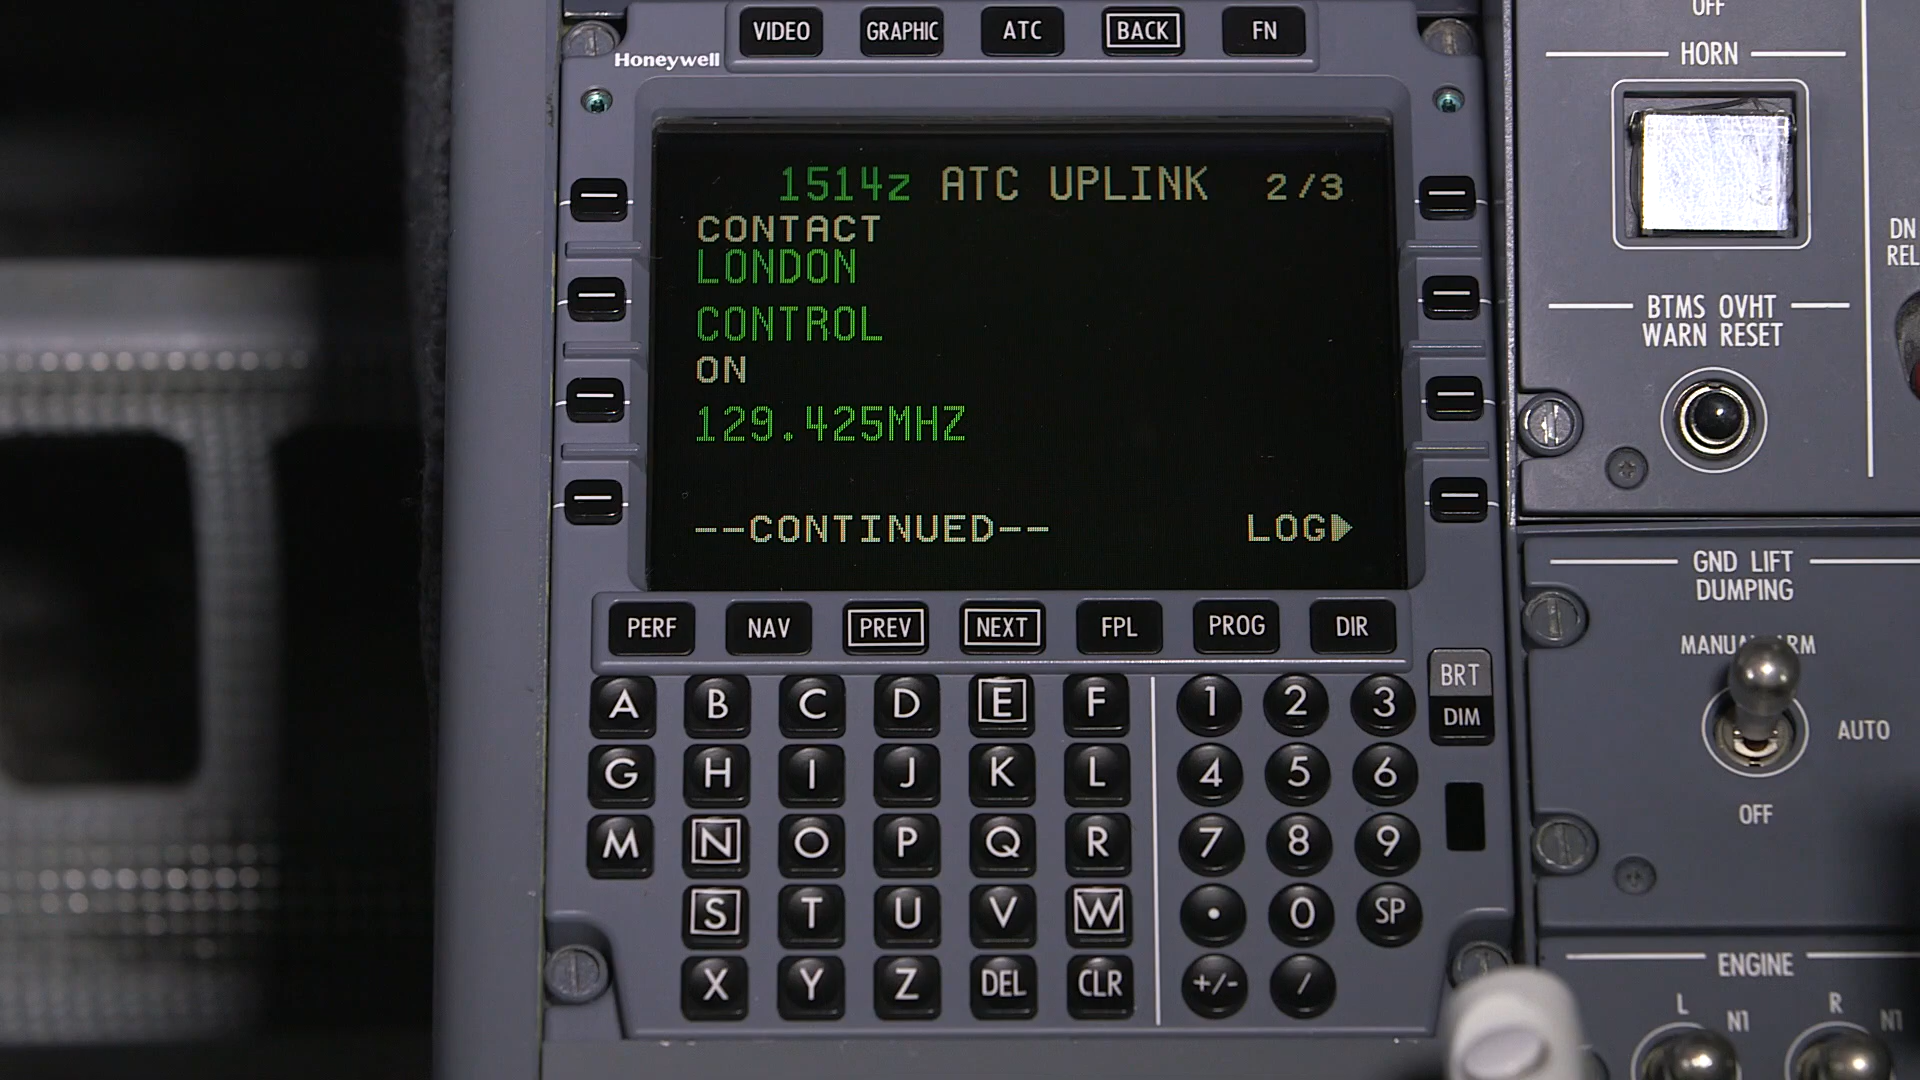 VIDEO GRAPHIC ATC BACK FN
Honeywell
1514z ATC UPLINK 2/3
CONTACT
LONDON
CONTROL
ON
129.425MHZ
--CONTINUED-- LOG
PERF NAV PREV NEXT FPL PROG DIR
BRT
DIM
A B C D E F 1 2 3
G H I J K L 4 5 6
M N O P Q R 7 8 9
S T U V W • 0 SP
X Y Z DEL CLR +/- /
OFF
HORN
DN
REL
BTMS OVHT
WARN RESET
GND LIFT
DUMPING
MANUAL ARM
AUTO
OFF
ENGINE
L N1 R N1